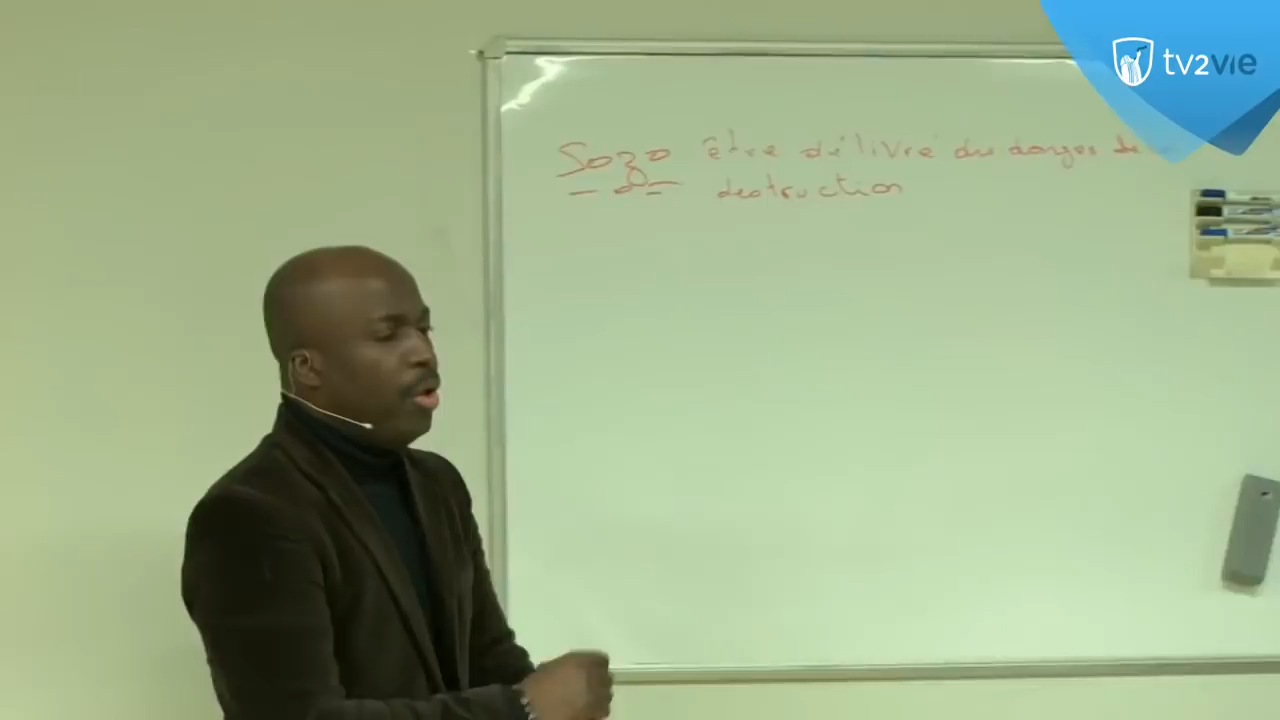 tv2vie
Sozo être délivré du danger de
destruction